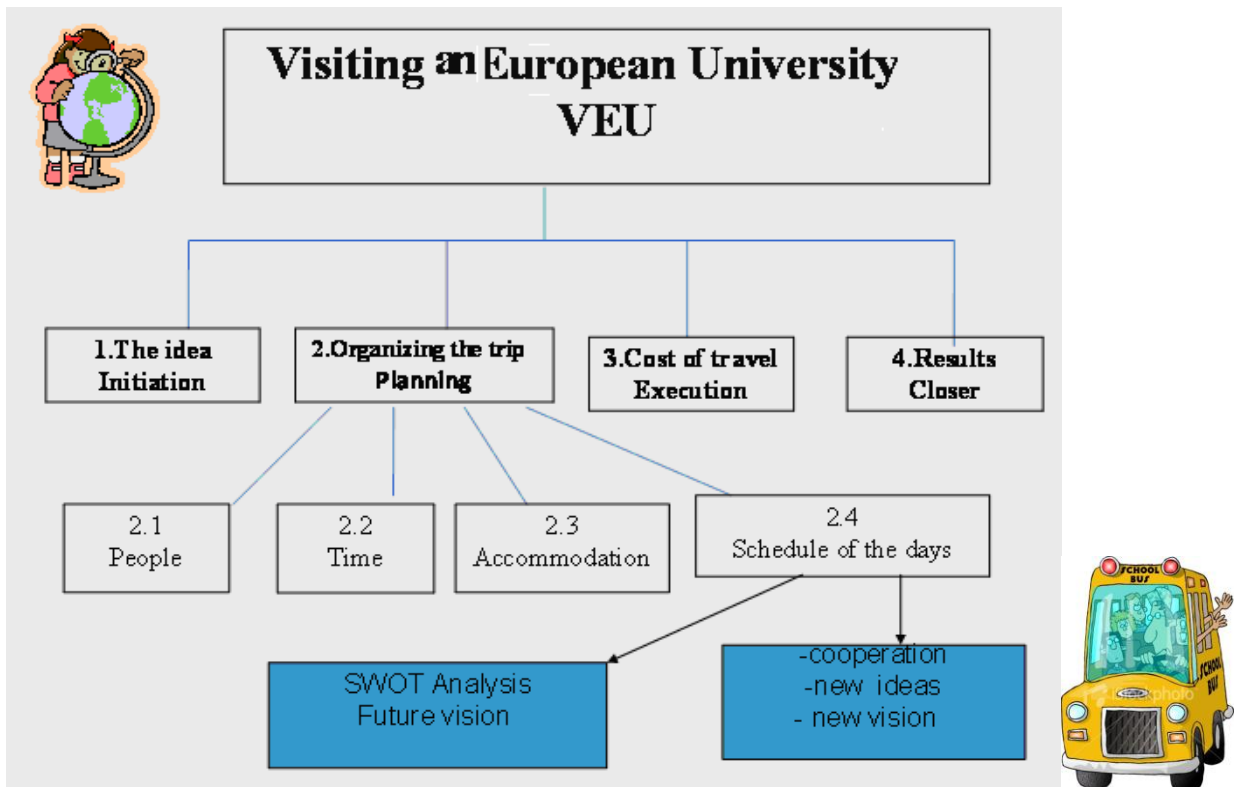 Visiting an European University
VEU
1.The idea
Initiation
2.Organizing the trip
Planning
3.Cost of travel
Execution
4.Results
Closer
2.1
People
2.2
Time
2.3
Accommodation
2.4
Schedule of the days
SWOT Analysis
Future vision
-cooperation
-new ideas
- new vision
SCHOOL
BUS
SCHOOL
BUS